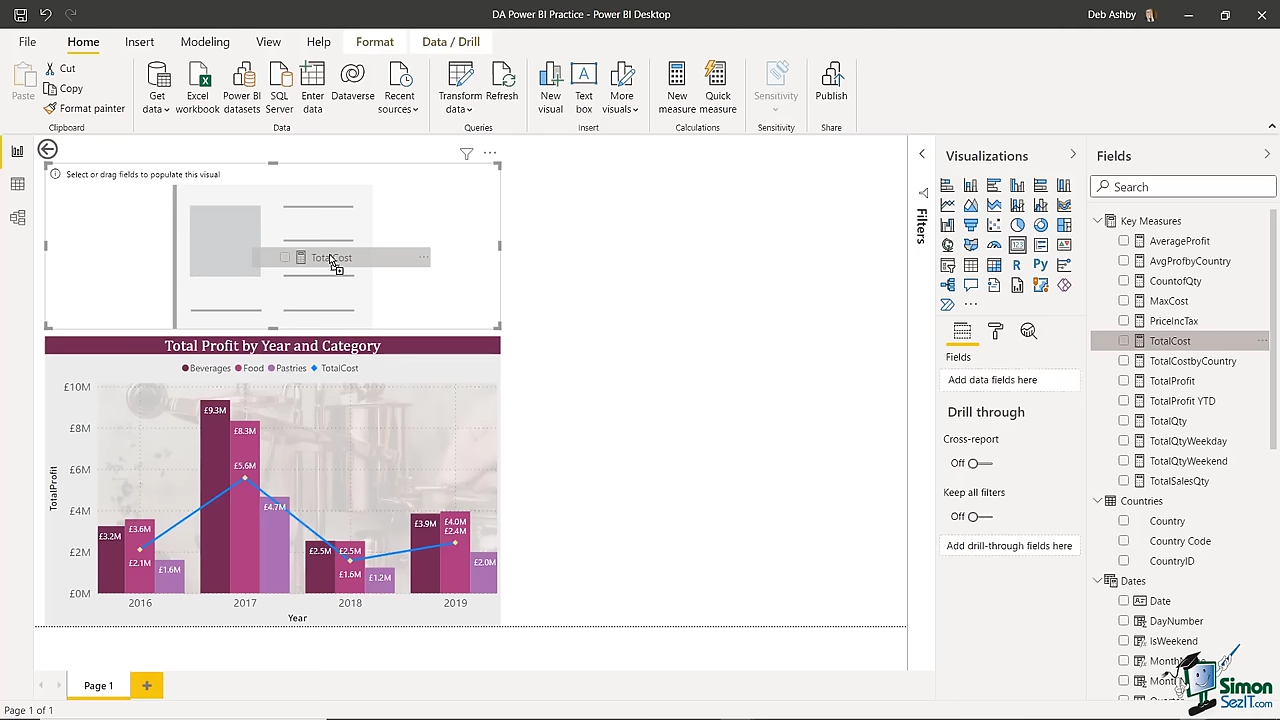 DA Power BI Practice - Power BI Desktop
Deb Ashby
File
Home
Insert
Modeling
View
Help
Format
Data / Drill
Paste
Cut
Copy
Format painter
Clipboard
Get data
Excel workbook
Power BI datasets
SQL Server
Enter data
Dataverse
Recent sources
Data
Transform data
Refresh
Queries
New visual
Text box
More visuals
Insert
New measure
Quick measure
Calculations
Sensitivity
Sensitivity
Publish
Share
Select or drag fields to populate this visual
TotalCost
Total Profit by Year and Category
Beverages Food Pastries TotalCost
TotalProfit
£10M
£8M
£6M
£4M
£2M
£0M
£3.2M
£3.6M
£2.1M
£1.6M
£9.3M
£8.3M
£5.6M
£4.7M
£2.5M
£2.5M
£1.6M
£1.2M
£3.9M
£4.0M
£2.4M
£2.0M
2016
2017
2018
2019
Year
Filters
Visualizations
123
R
Py
Fields
Add data fields here
Drill through
Cross-report
Off
Keep all filters
Off
Add drill-through fields here
Fields
Search
Key Measures
AverageProfit
AvgProfbyCountry
CountofQty
MaxCost
PriceIncTax
TotalCost
TotalCostbyCountry
TotalProfit
TotalProfit YTD
TotalQty
TotalQtyWeekday
TotalQtyWeekend
TotalSalesQty
Countries
Country
Country Code
CountryID
Dates
Date
DayNumber
IsWeekend
Page 1
Page 1 of 1
Simon
SezIT.com